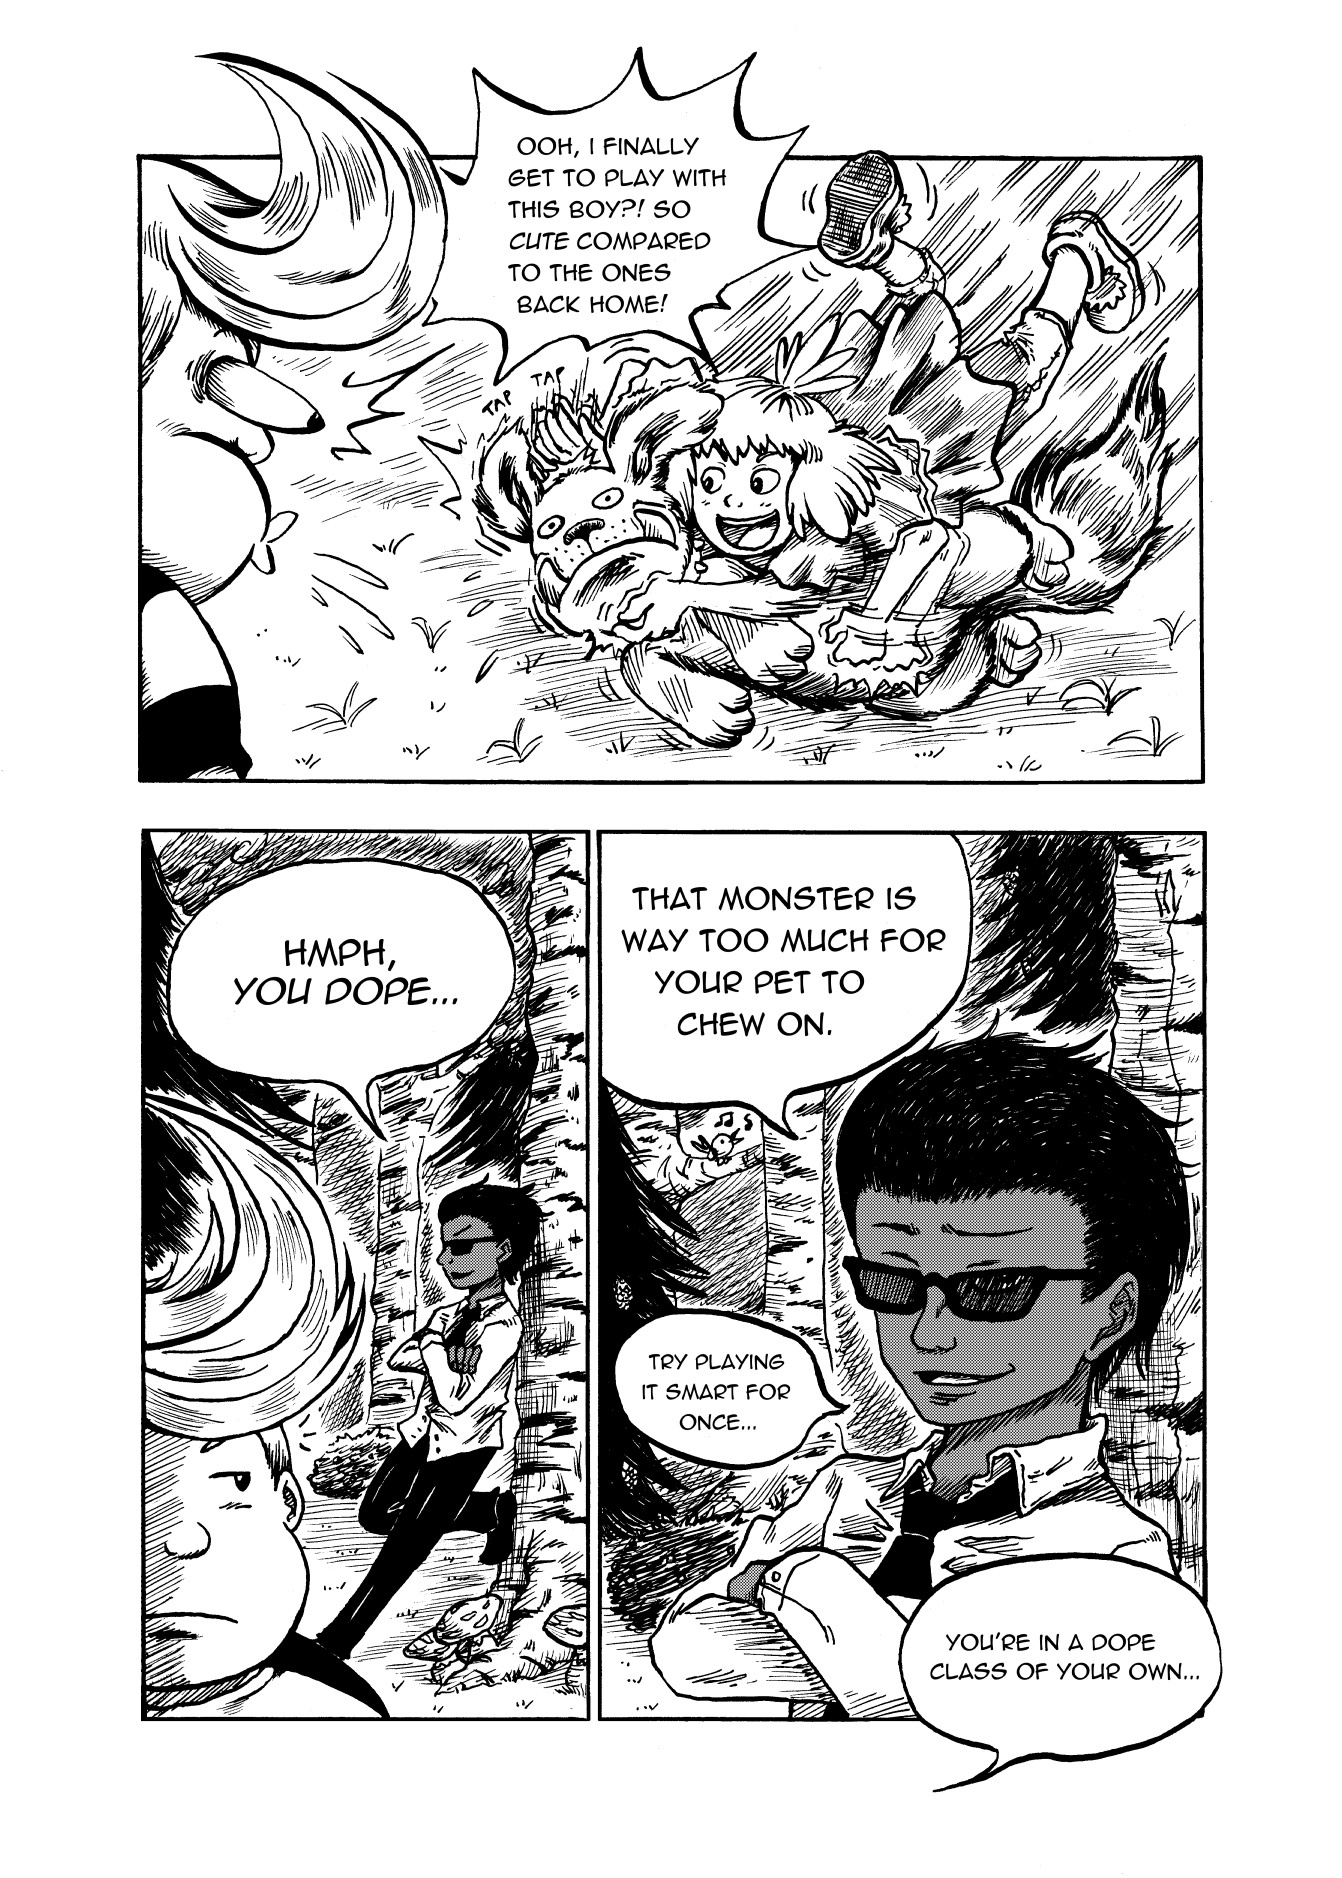 OOH, I FINALLY
GET TO PLAY WITH
THIS BOY?! SO
CUTE COMPARED
TO THE ONES
BACK HOME!
TAP TAP
HMPH,
YOU DOPE...
THAT MONSTER IS
WAY TOO MUCH FOR
YOUR PET TO
CHEW ON.
TRY PLAYING
IT SMART FOR
ONCE...
YOU'RE IN A DOPE
CLASS OF YOUR OWN...